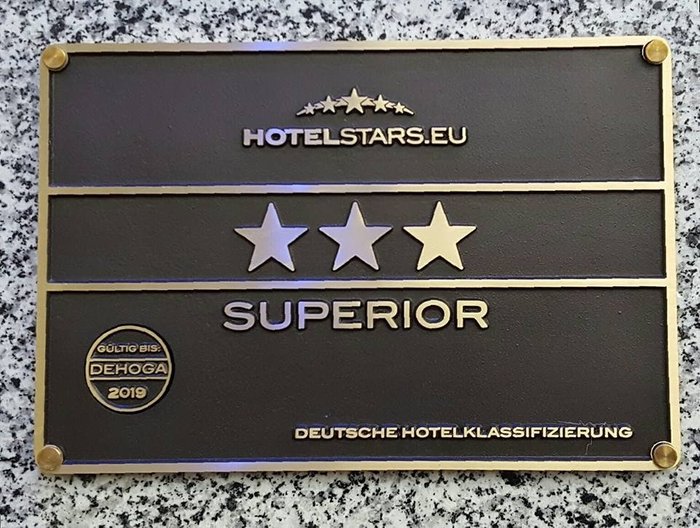 HOTELSTARS.EU
SUPERIOR
GÜLTIG BIS:
DEHOGA
2019
DEUTSCHE HOTELKLASSIFIZIERUNG